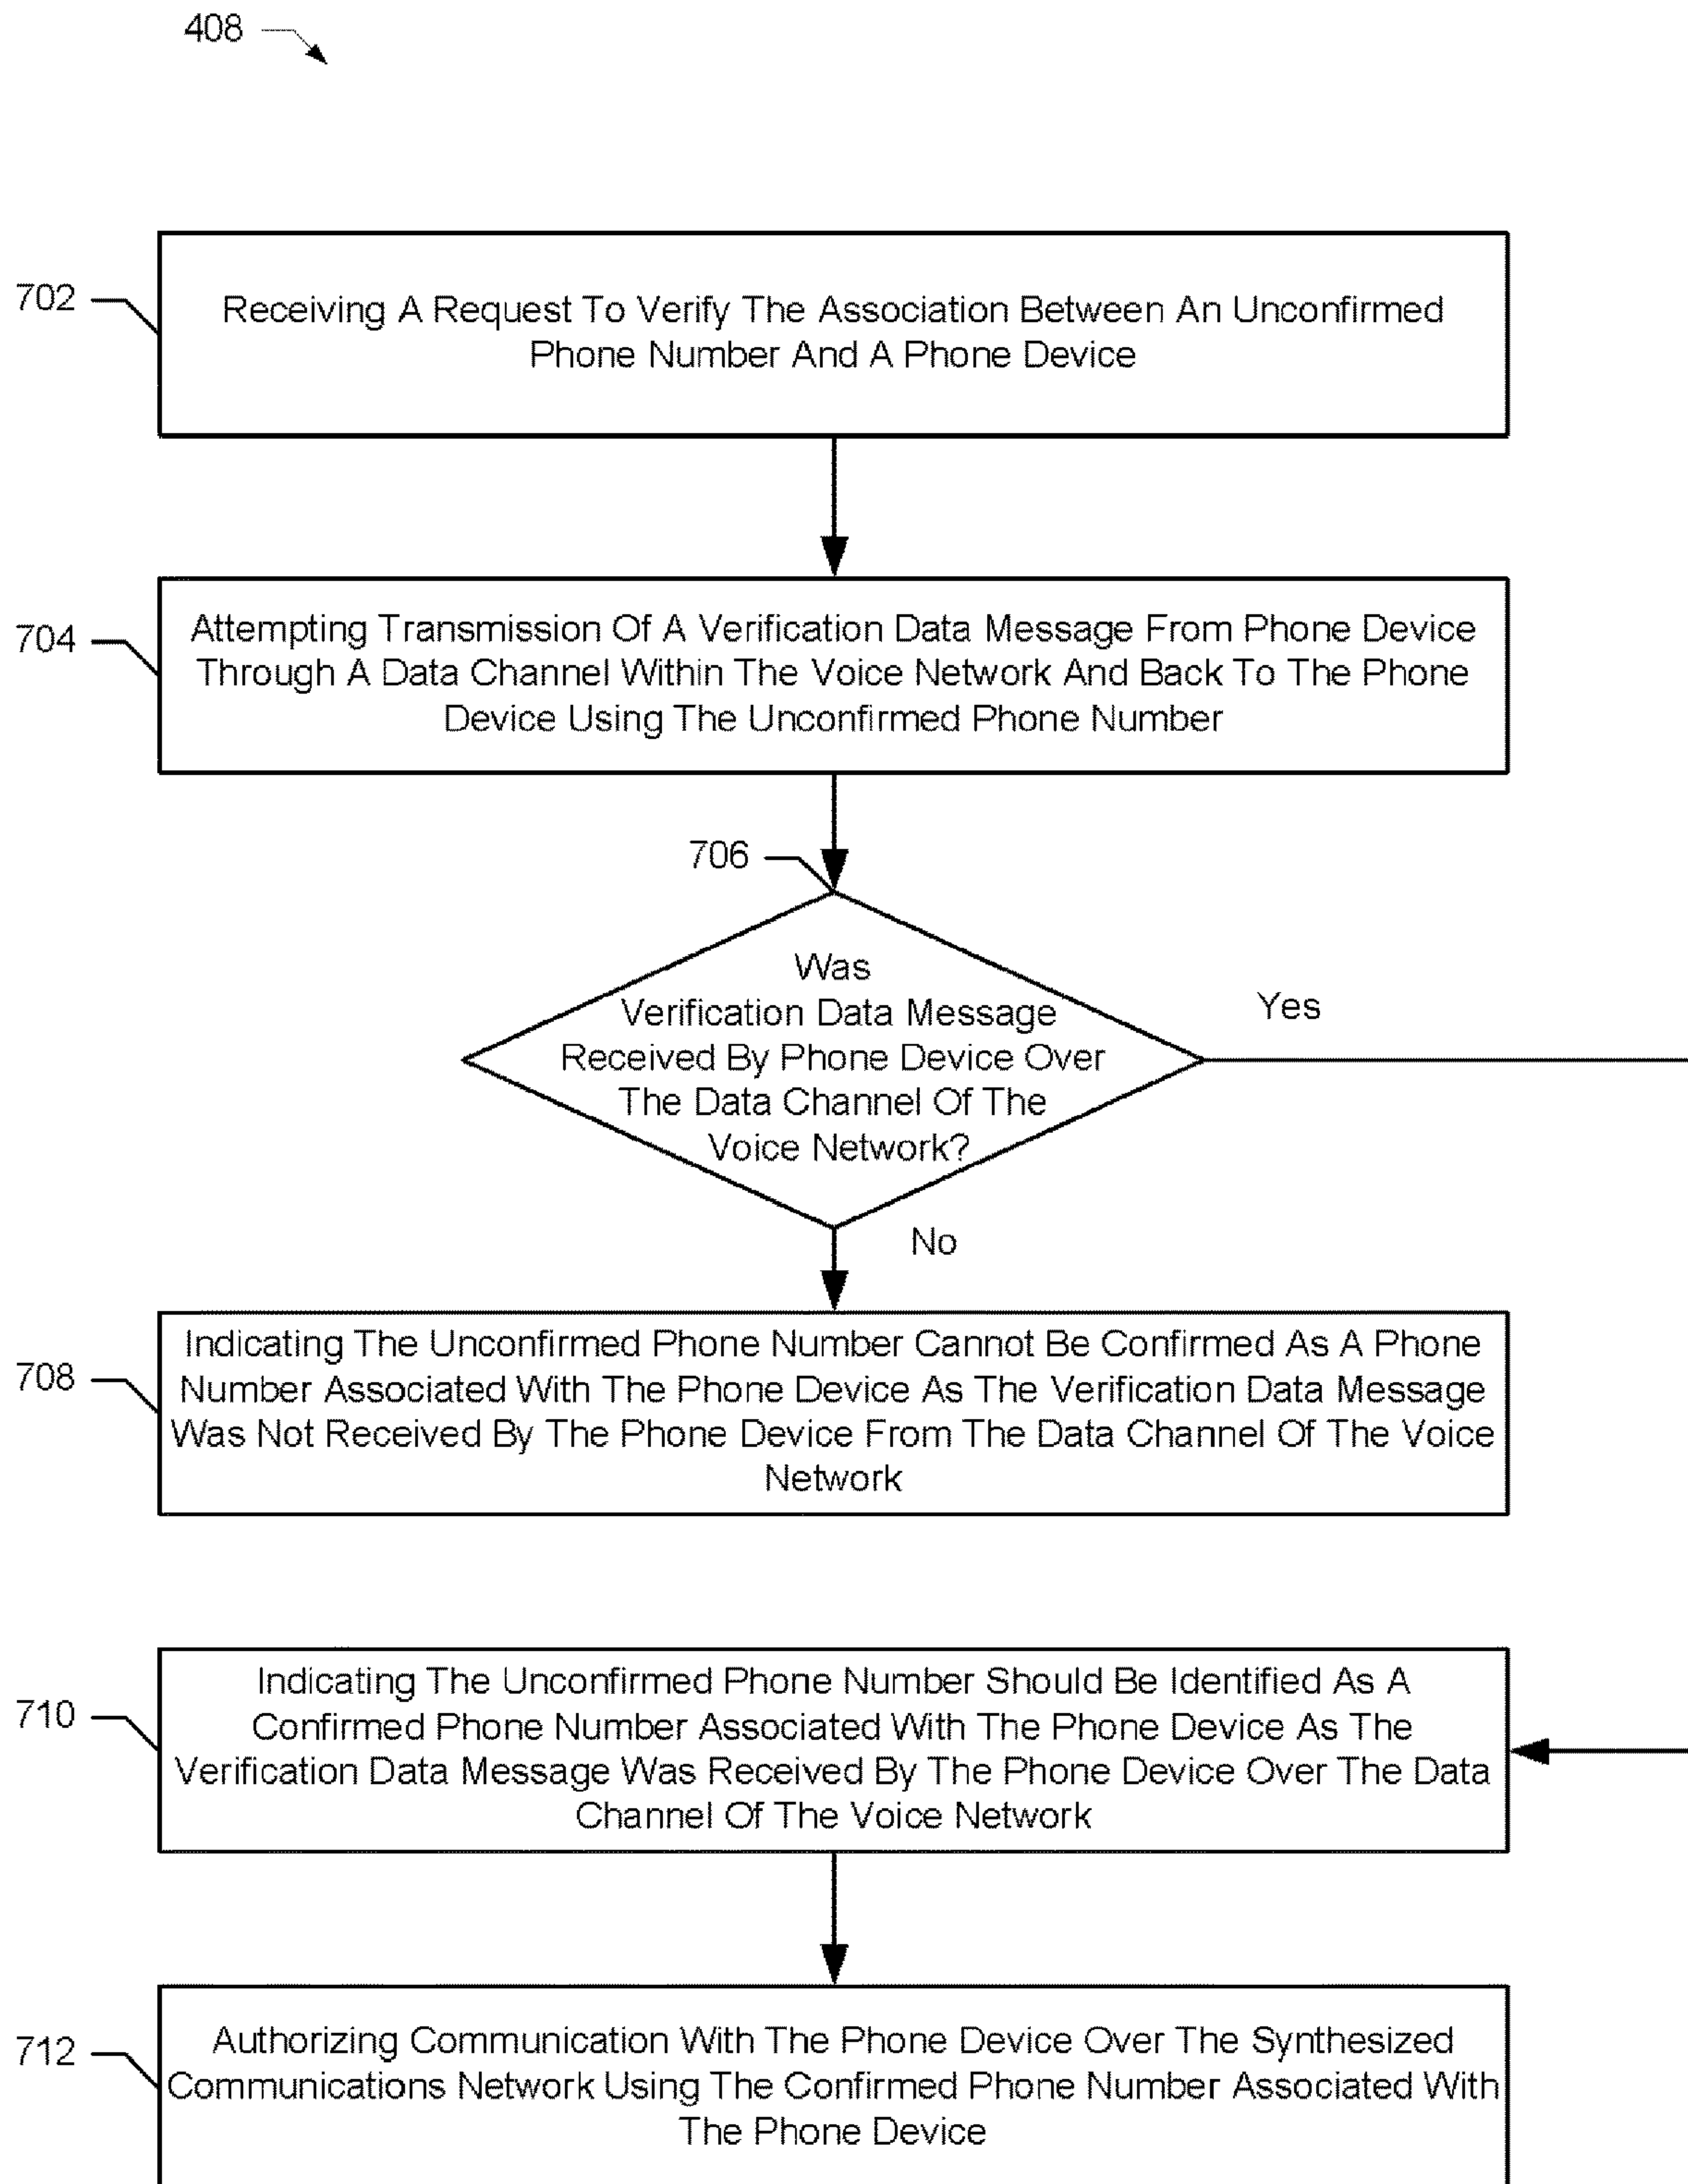 408
702
Receiving A Request To Verify The Association Between An Unconfirmed
Phone Number And A Phone Device
704
Attempting Transmission Of A Verification Data Message From Phone Device
Through A Data Channel Within The Voice Network And Back To The Phone
Device Using The Unconfirmed Phone Number
706
Was
Verification Data Message
Received By Phone Device Over
The Data Channel Of The
Voice Network?
Yes
No
708
Indicating The Unconfirmed Phone Number Cannot Be Confirmed As A Phone
Number Associated With The Phone Device As The Verification Data Message
Was Not Received By The Phone Device From The Data Channel Of The Voice
Network
710
Indicating The Unconfirmed Phone Number Should Be Identified As A
Confirmed Phone Number Associated With The Phone Device As The
Verification Data Message Was Received By The Phone Device Over The Data
Channel Of The Voice Network
712
Authorizing Communication With The Phone Device Over The Synthesized
Communications Network Using The Confirmed Phone Number Associated With
The Phone Device